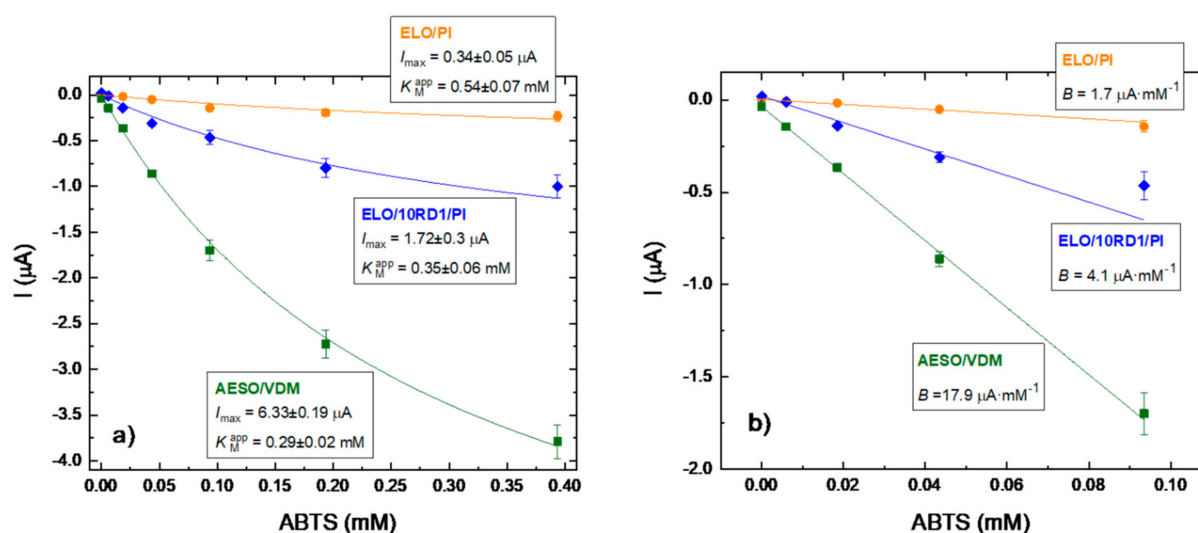 ELO/PI
I max = 0.34±0.05 μA
K M app = 0.54±0.07 mM
0.0
-0.5
-1.0
-1.5
-2.0
-2.5
-3.0
-3.5
-4.0
I (μA)
ELO/10RD1/PI
I max = 1.72±0.3 μA
K M app = 0.35±0.06 mM
AESO/VDM
I max = 6.33±0.19 μA
K M app = 0.29±0.02 mM
a)
0.00 0.05 0.10 0.15 0.20 0.25 0.30 0.35 0.40
ABTS (mM)
ELO/PI
B = 1.7 μA·mM-1
0.0
-0.5
-1.0
-1.5
-2.0
I (μA)
ELO/10RD1/PI
B = 4.1 μA·mM-1
AESO/VDM
B =17.9 μA·mM-1
b)
0.00 0.02 0.04 0.06 0.08 0.10
ABTS (mM)